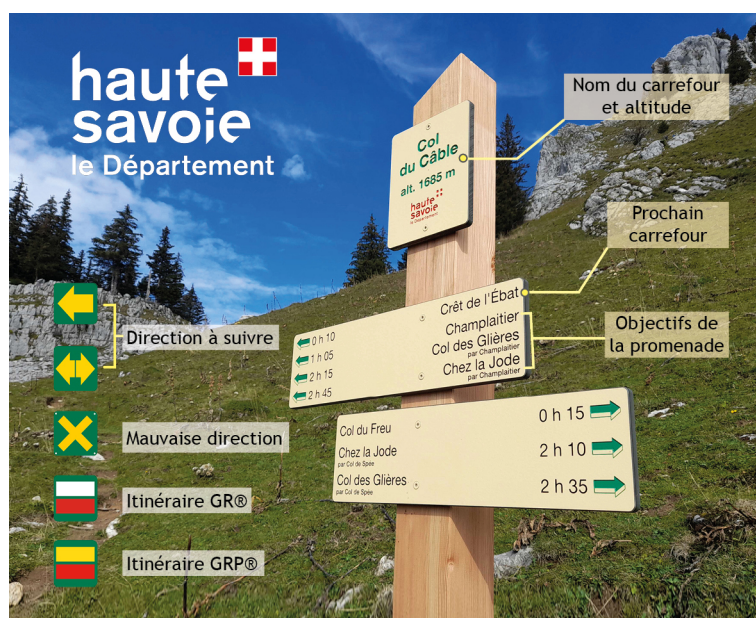 haute
savoie
le Département
Nom du carrefour
et altitude
Col
du Câble
alt. 1685 m
haute
savoie
le Département
Prochain
carrefour
Crêt de l'Ébat
0 h 10
Champlaitier
1 h 05
Col des Glières
par Champlaitier
2 h 15
Chez la Jode
par Champlaitier
2 h 45
Objectifs de
la promenade
Direction à suivre
Col du Freu
0 h 15
Chez la Jode
par Col de Spée
2 h 10
Col des Glières
par Col de Spée
2 h 35
Mauvaise direction
Itinéraire GR®
Itinéraire GRP®